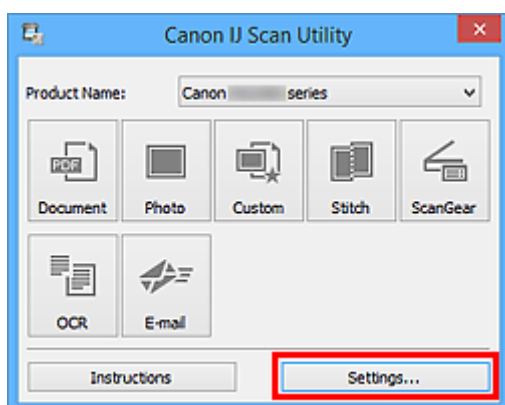 Canon IJ Scan Utility
Product Name: Canon series
PDF
Document Photo Custom Stitch ScanGear
OCR E-mail
Instructions Settings...